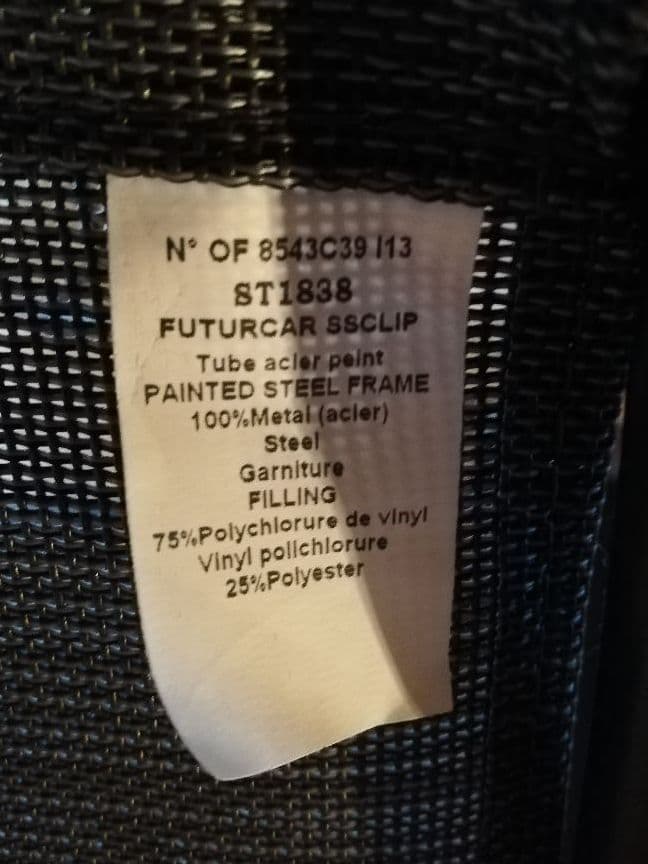 N° OF 8543C39 I13
ST1838
FUTURCAR SSCLIP
Tube acier peint
PAINTED STEEL FRAME
100%Metal (acier)
Steel
Garniture
FILLING
75%Polychlorure de vinyl
Vinyl polichlorure
25%Polyester